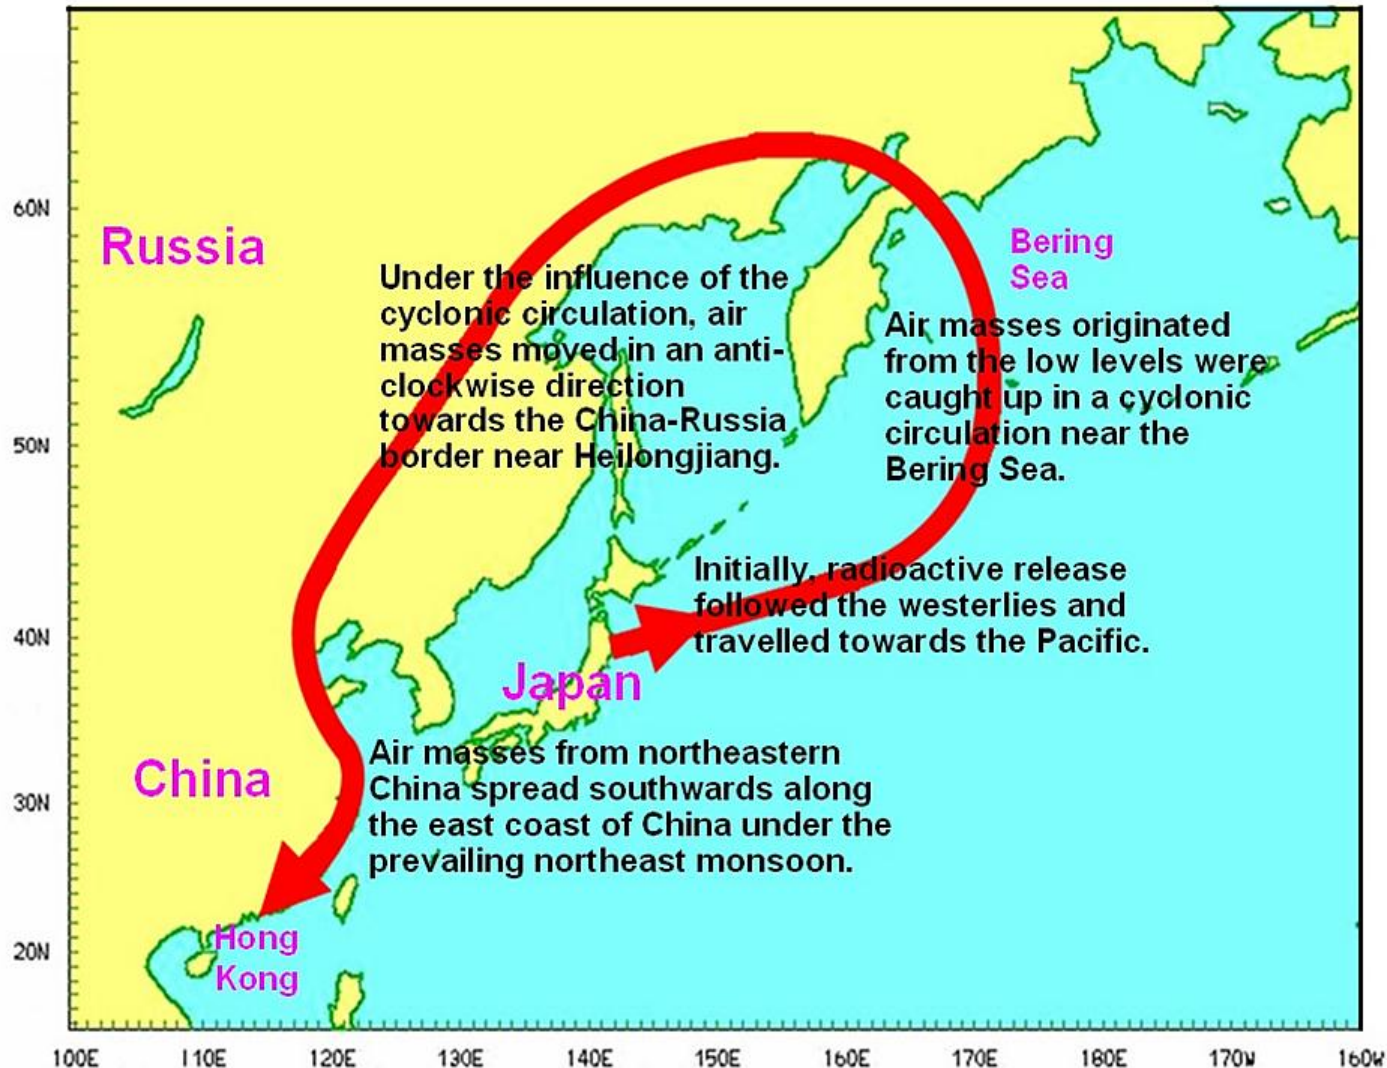 60N
Russia
Bering
Sea
Under the influence of the
cyclonic circulation, air
masses moved in an anti-
clockwise direction
towards the China-Russia
border near Heilongjiang.
Air masses originated
from the low levels were
caught up in a cyclonic
circulation near the
Bering Sea.
50N
Initially, radioactive release
followed the westerlies and
travelled towards the Pacific.
40N
Japan
Air masses from northeastern
China spread southwards along
the east coast of China under the
prevailing northeast monsoon.
China
30N
Hong
Kong
20N
100E 110E 120E 130E 140E 150E 160E 170E 180E 170W 160W